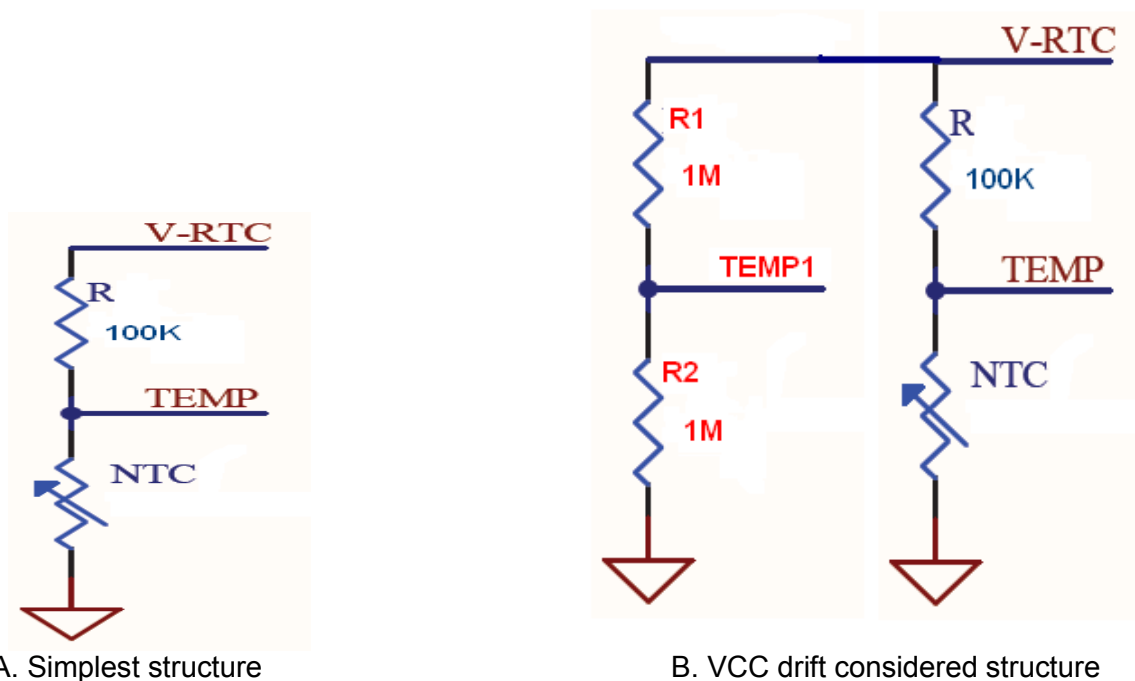 V-RTC
R
100K
TEMP
NTC
A. Simplest structure
V-RTC
R1
1M
R
100K
TEMP1
TEMP
R2
1M
NTC
B. VCC drift considered structure